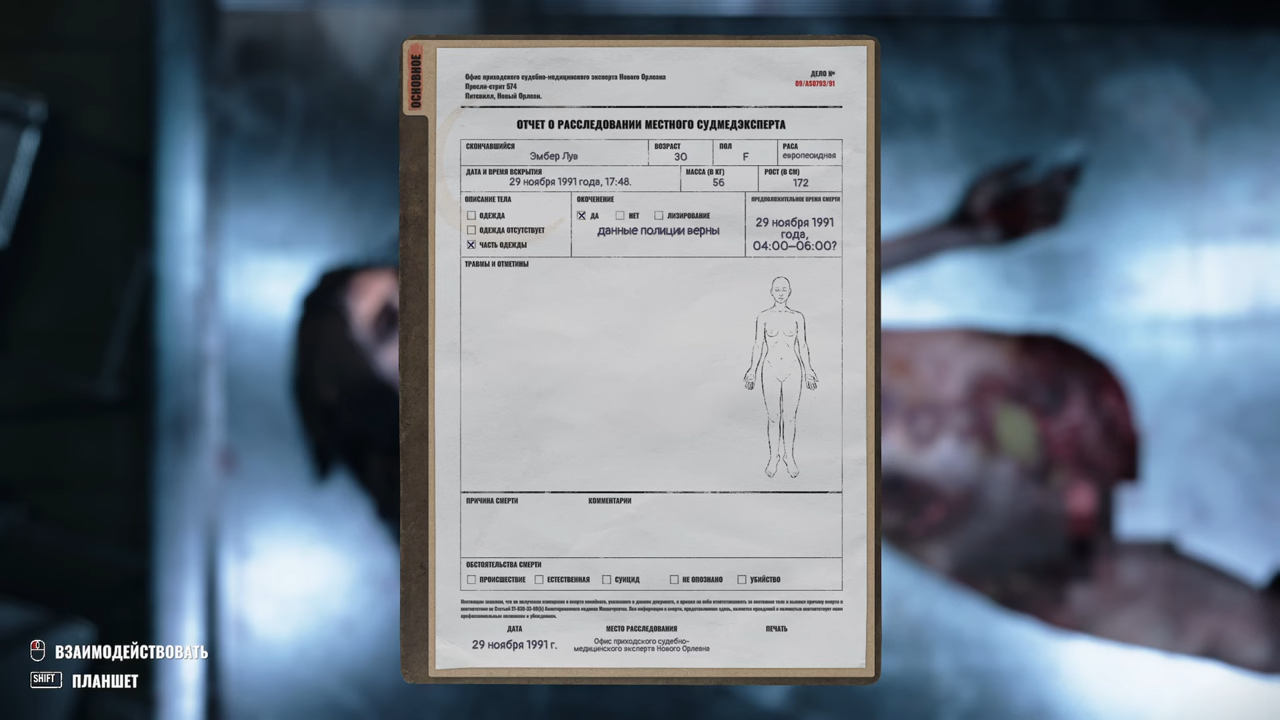 ОСНОВНОЕ
Офис приходского судебно-медицинского эксперта Нового Орлеана
Пресли-стрит 574
Питсвилл, Новый Орлеан.
ДЕЛО №
09/AS0793/91
ОТЧЕТ О РАССЛЕДОВАНИИ МЕСТНОГО СУДМЕДЭКСПЕРТА
СКОНЧАВШИЙСЯ
Эмбер Лув
ВОЗРАСТ
30
ПОЛ
F
РАСА
европеоидная
ДАТА И ВРЕМЯ ВСКРЫТИЯ
29 ноября 1991 года, 17:48.
МАССА (В КГ)
56
РОСТ (В СМ)
172
ОПИСАНИЕ ТЕЛА
ОДЕЖДА
ОДЕЖДА ОТСУТСТВУЕТ
ЧАСТЬ ОДЕЖДЫ
ОКОЧЕНЕНИЕ
ДА НЕТ ЛИЗИРОВАНИЕ
данные полиции верны
ПРЕДПОЛОЖИТЕЛЬНОЕ ВРЕМЯ СМЕРТИ
29 ноября 1991
года,
04:00–06:00?
ТРАВМЫ И ОТМЕТИНЫ
ПРИЧИНА СМЕРТИ
КОММЕНТАРИИ
ОБСТОЯТЕЛЬСТВА СМЕРТИ
ПРОИСШЕСТВИЕ ЕСТЕСТВЕННАЯ СУИЦИД НЕ ОПОЗНАНО УБИЙСТВО
ДАТА
29 ноября 1991 г.
МЕСТО РАССЛЕДОВАНИЯ
Офис приходского судебно-
медицинского эксперта Нового Орлеана
ПЕЧАТЬ
ВЗАИМОДЕЙСТВОВАТЬ
SHIFT ПЛАНШЕТ